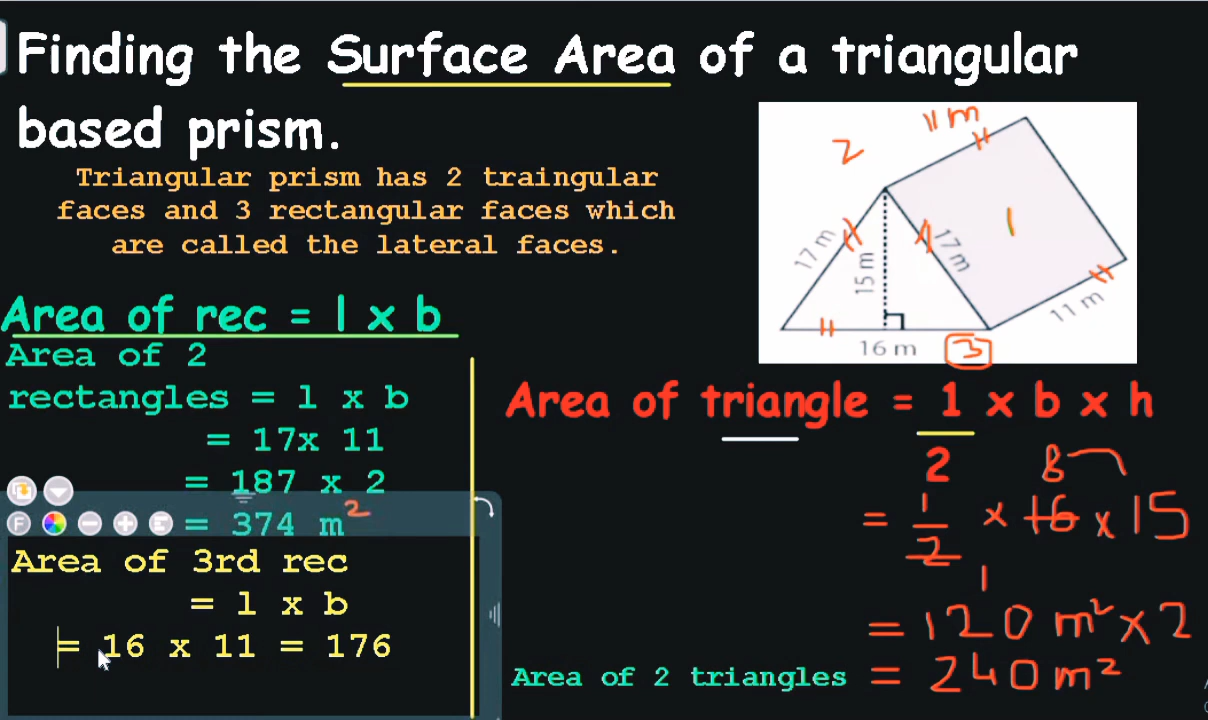 Finding the Surface Area of a triangular
based prism.
Triangular prism has 2 traingular
faces and 3 rectangular faces which
are called the lateral faces.
Area of rec = l x b
Area of 2
rectangles = l x b
= 17x 11
= 187 x 2
= 374 m²
Area of 3rd rec
= l x b
= 16 x 11 = 176
11 m
2
1
17 m
15 m
17 m
11 m
16 m
3
Area of triangle = 1 x b x h
2
8
= 1/2 x 16 x 15
1
= 120 m² x 2
Area of 2 triangles = 240 m²
F